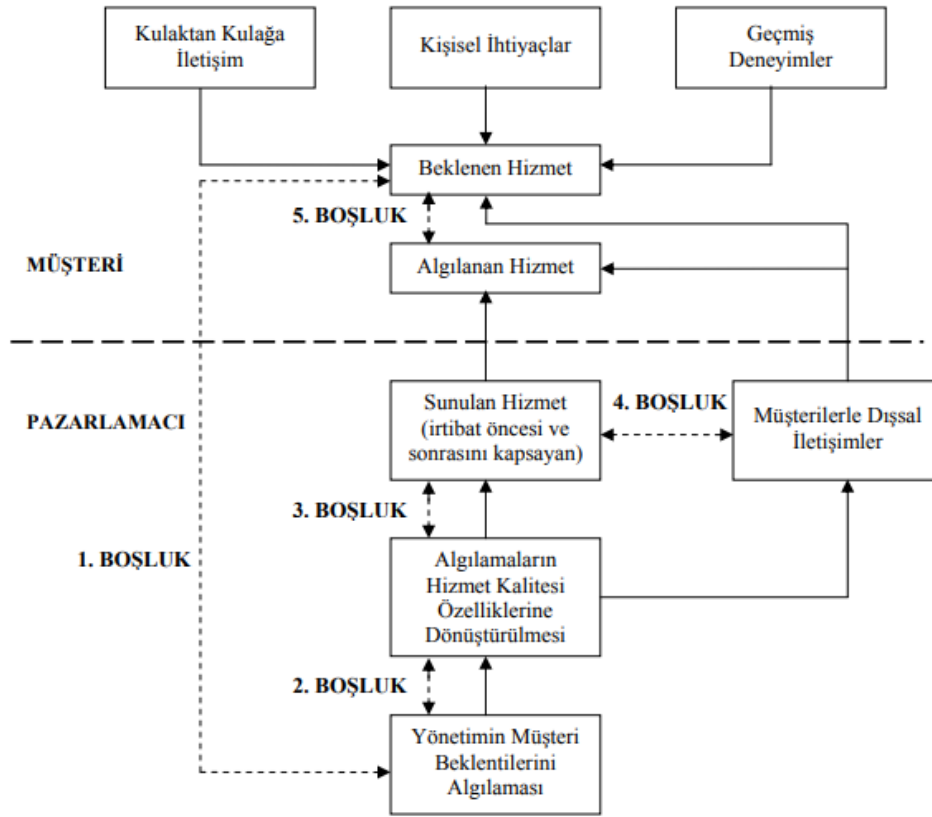 Kulaktan Kulağa
İletişim
Kişisel İhtiyaçlar
Geçmiş
Deneyimler
Beklenen Hizmet
5. BOŞLUK
MÜŞTERİ
Algılanan Hizmet
PAZARLAMACI
Sunulan Hizmet
(irtibat öncesi ve
sonrasını kapsayan)
4. BOŞLUK
Müşterilerle Dışsal
İletişimler
3. BOŞLUK
1. BOŞLUK
Algılamaların
Hizmet Kalitesi
Özelliklerine
Dönüştürülmesi
2. BOŞLUK
Yönetimin Müşteri
Beklentilerini
Algılaması